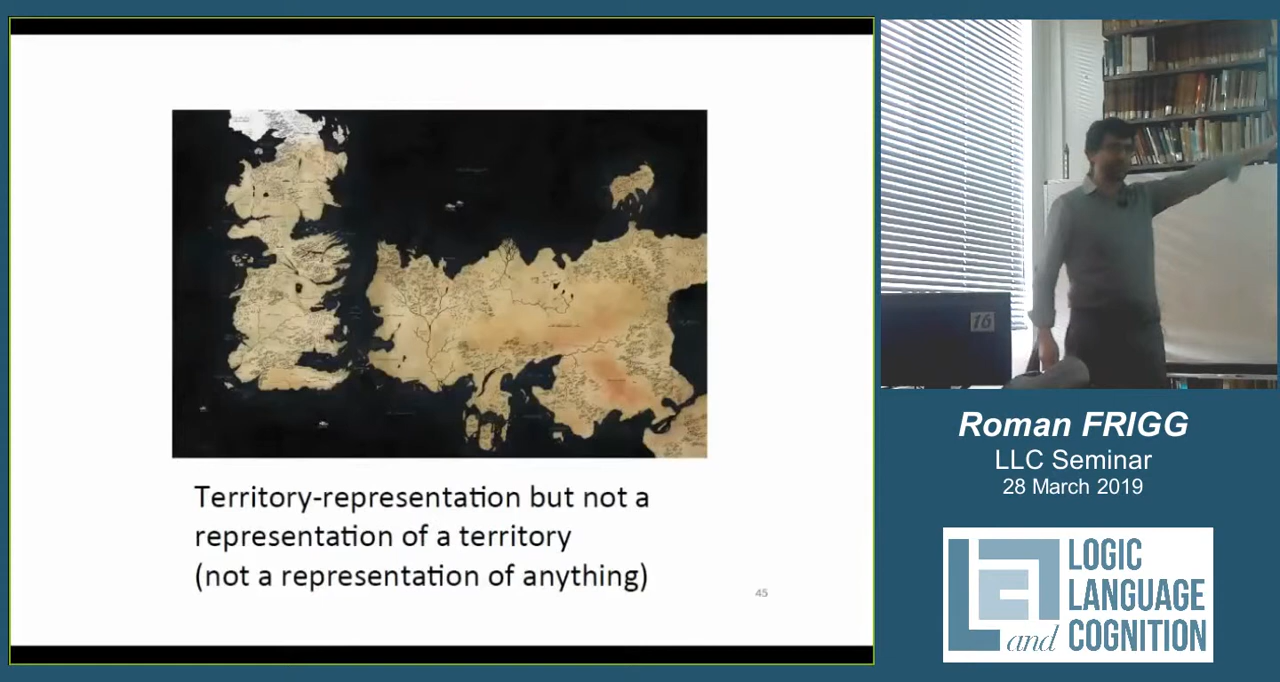 Territory-representation but not a
representation of a territory
(not a representation of anything)
45
16
Roman FRIGG
LLC Seminar
28 March 2019
LOGIC
LANGUAGE
and COGNITION